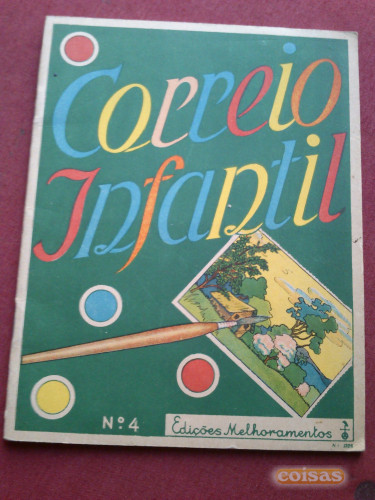 Correio
Infantil
Nº 4
Edições Melhoramentos
coisas